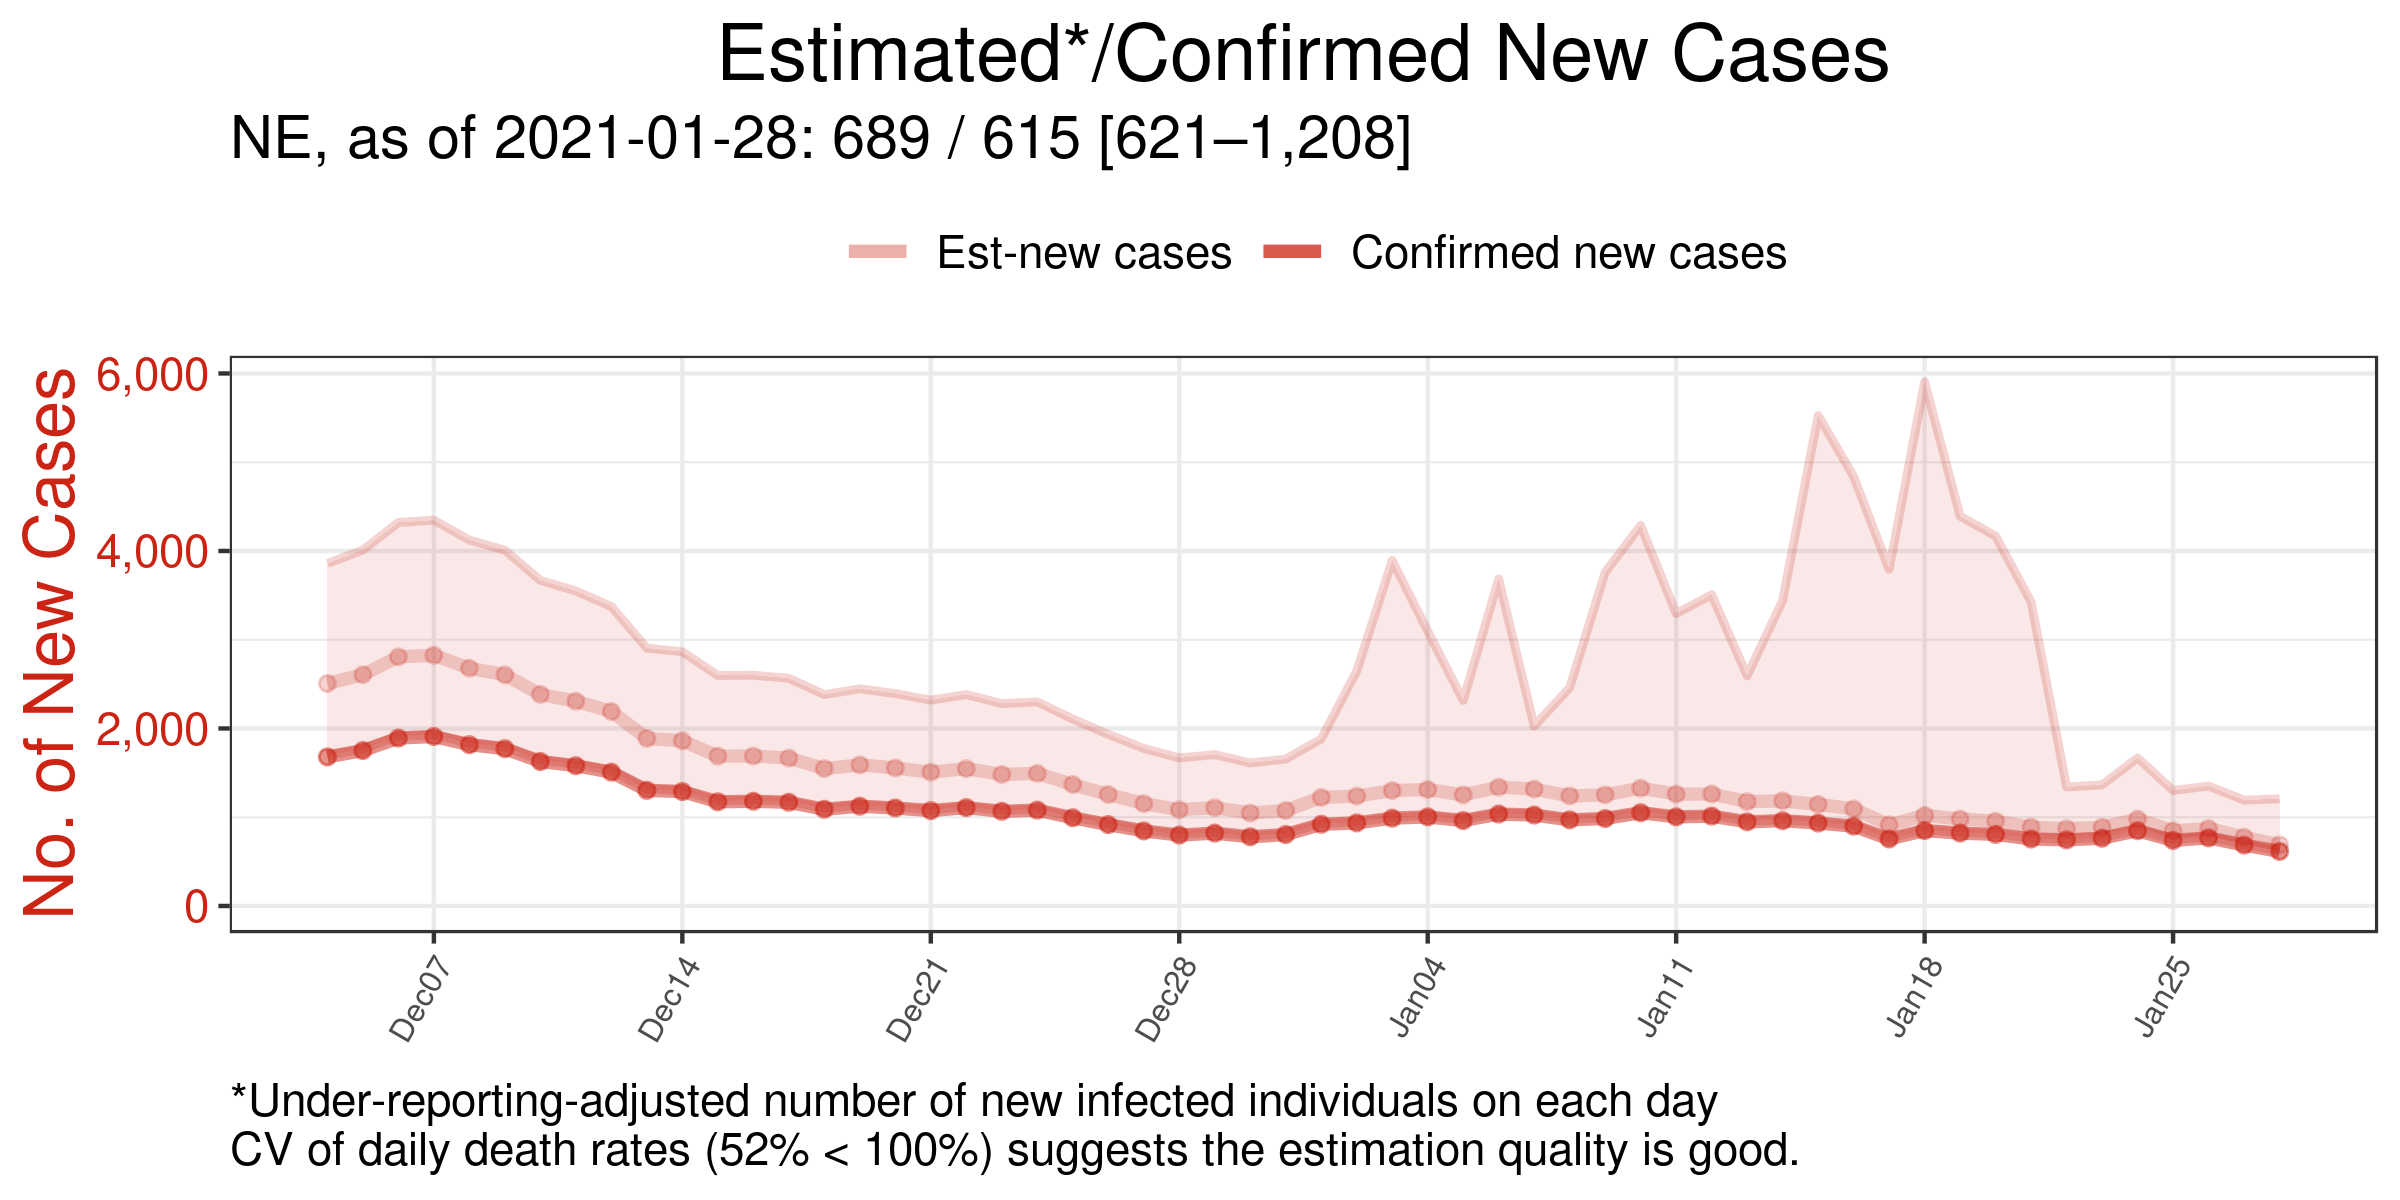 Estimated*/Confirmed New Cases
NE, as of 2021-01-28: 689 / 615 [621–1,208]
Est-new cases
Confirmed new cases
No. of New Cases
6,000
4,000
2,000
0
Dec07
Dec14
Dec21
Dec28
Jan04
Jan11
Jan18
Jan25
*Under-reporting-adjusted number of new infected individuals on each day
CV of daily death rates (52% < 100%) suggests the estimation quality is good.